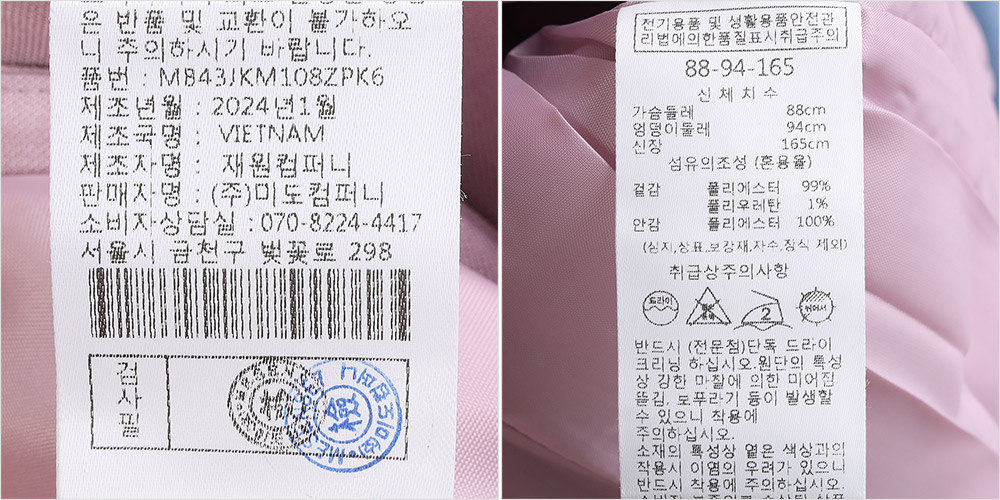 은 반품 및 교환이 불가하오
니 주의하시기 바랍니다.
품번 : MB43JKM108ZPK6
제조년월 : 2024년1월
제조국명 : VIETNAM
제조자명 : 재원컴퍼니
판매자명 : (주)미도컴퍼니
소비자상담실 : 070-8224-4417
서울시 금천구 벚꽃로 298
검사필
전기용품 및 생활용품안전관
리법에의한품질표시취급주의
88-94-165
신체치수
가슴둘레 88cm
엉덩이둘레 94cm
신장 165cm
섬유의조성 (혼용율)
겉감 폴리에스터 99%
폴리우레탄 1%
안감 폴리에스터 100%
(심지,상표,보강재,자수,장식 제외)
취급상주의사항
드라이
2
반드시 (전문점)단독 드라이
크리닝 하십시오.원단의 특성
상 강한 마찰에 의한 미어짐
뜯김, 보푸라기 등이 발생할
수 있으니 착용에
주의하십시오.
소재의 특성상 옅은 색상과의
착용시 이염의 우려가 있으니
반드시 착용에 주의하십시오